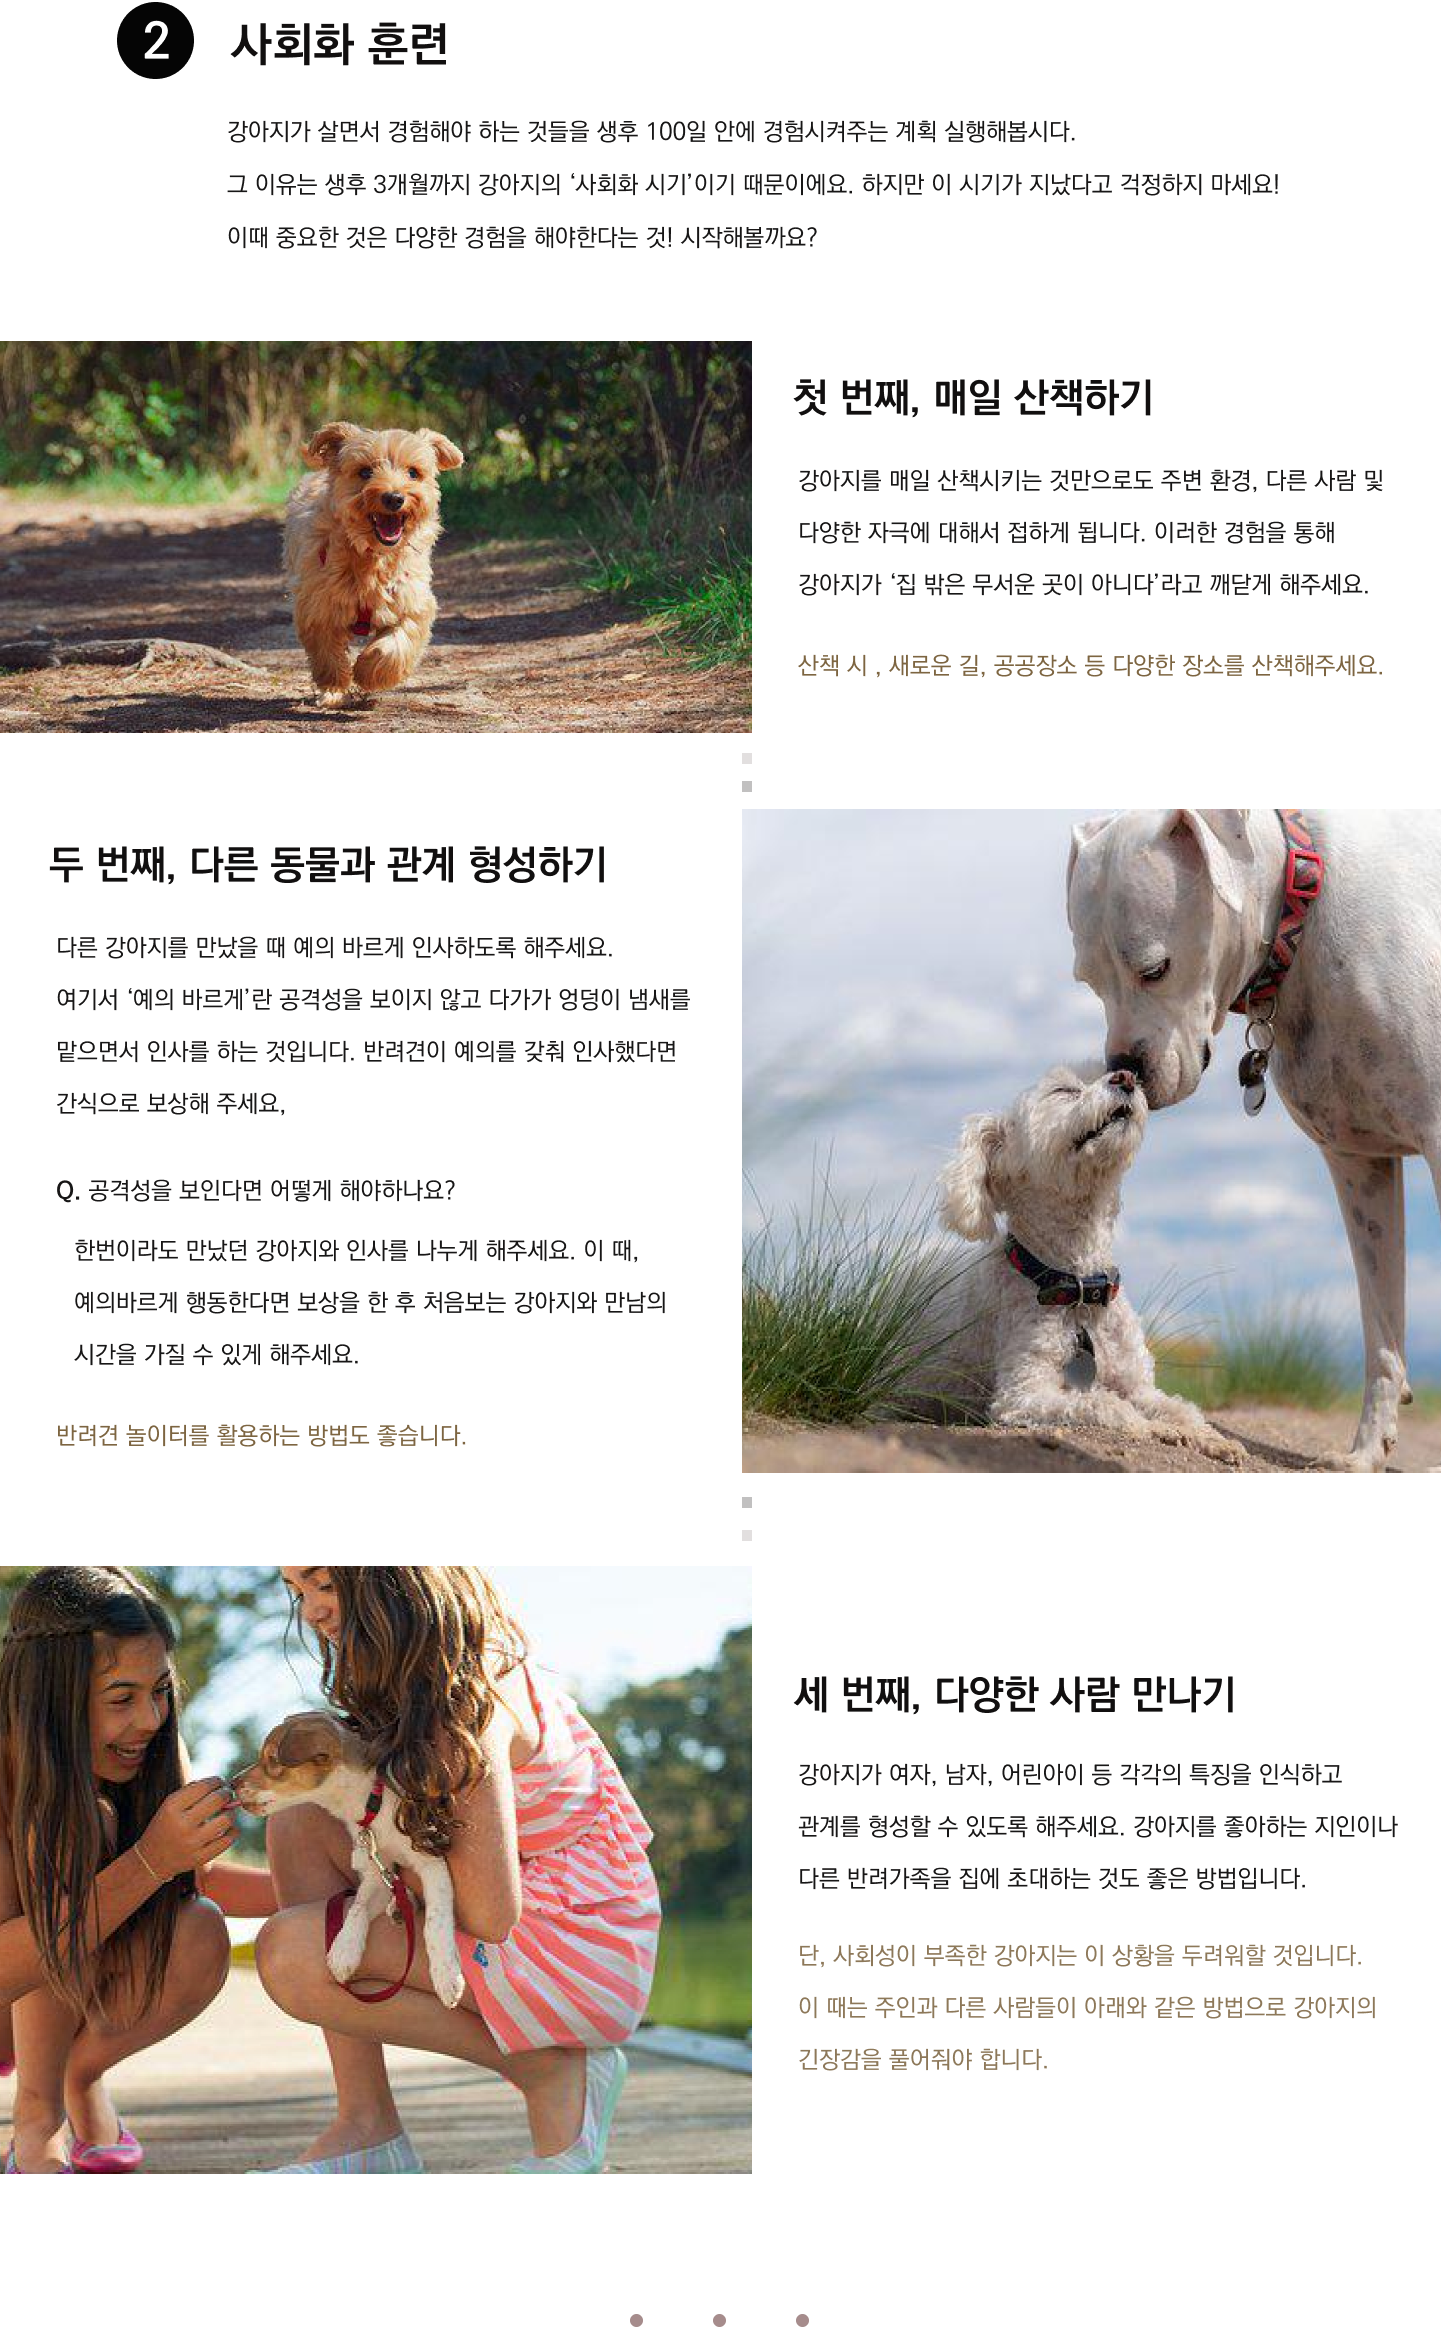 2 사회화 훈련
강아지가 살면서 경험해야 하는 것들을 생후 100일 안에 경험시켜주는 계획 실행해봅시다.
그 이유는 생후 3개월까지 강아지의 ‘사회화 시기’이기 때문이에요. 하지만 이 시기가 지났다고 걱정하지 마세요!
이때 중요한 것은 다양한 경험을 해야한다는 것! 시작해볼까요?
첫 번째, 매일 산책하기
강아지를 매일 산책시키는 것만으로도 주변 환경, 다른 사람 및
다양한 자극에 대해서 접하게 됩니다. 이러한 경험을 통해
강아지가 ‘집 밖은 무서운 곳이 아니다’라고 깨닫게 해주세요.
산책 시 , 새로운 길, 공공장소 등 다양한 장소를 산책해주세요.
두 번째, 다른 동물과 관계 형성하기
다른 강아지를 만났을 때 예의 바르게 인사하도록 해주세요.
여기서 ‘예의 바르게’란 공격성을 보이지 않고 다가가 엉덩이 냄새를
맡으면서 인사를 하는 것입니다. 반려견이 예의를 갖춰 인사했다면
간식으로 보상해 주세요,
Q. 공격성을 보인다면 어떻게 해야하나요?
한번이라도 만났던 강아지와 인사를 나누게 해주세요. 이 때,
예의바르게 행동한다면 보상을 한 후 처음보는 강아지와 만남의
시간을 가질 수 있게 해주세요.
반려견 놀이터를 활용하는 방법도 좋습니다.
세 번째, 다양한 사람 만나기
강아지가 여자, 남자, 어린아이 등 각각의 특징을 인식하고
관계를 형성할 수 있도록 해주세요. 강아지를 좋아하는 지인이나
다른 반려가족을 집에 초대하는 것도 좋은 방법입니다.
단, 사회성이 부족한 강아지는 이 상황을 두려워할 것입니다.
이 때는 주인과 다른 사람들이 아래와 같은 방법으로 강아지의
긴장감을 풀어줘야 합니다.